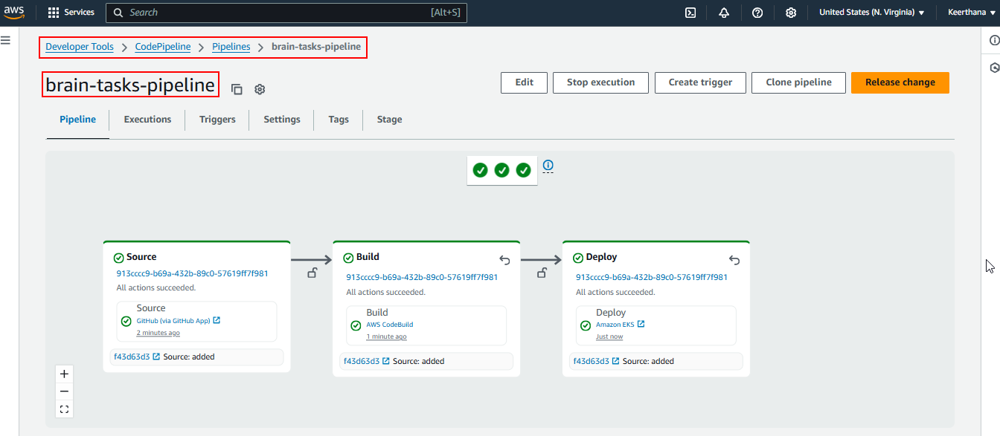 aws
Services
Search [Alt+S]
United States (N. Virginia)
Keerthana
Developer Tools > CodePipeline > Pipelines > brain-tasks-pipeline
brain-tasks-pipeline
Edit
Stop execution
Create trigger
Clone pipeline
Release change
Pipeline
Executions
Triggers
Settings
Tags
Stage
Source
913cccc9-b69a-432b-89c0-57619ff7f981
All actions succeeded.
Source
GitHub (via GitHub App)
2 minutes ago
f43d63d3 Source: added
Build
913cccc9-b69a-432b-89c0-57619ff7f981
All actions succeeded.
Build
AWS CodeBuild
1 minute ago
f43d63d3 Source: added
Deploy
913cccc9-b69a-432b-89c0-57619ff7f981
All actions succeeded.
Deploy
Amazon EKS
Just now
f43d63d3 Source: added